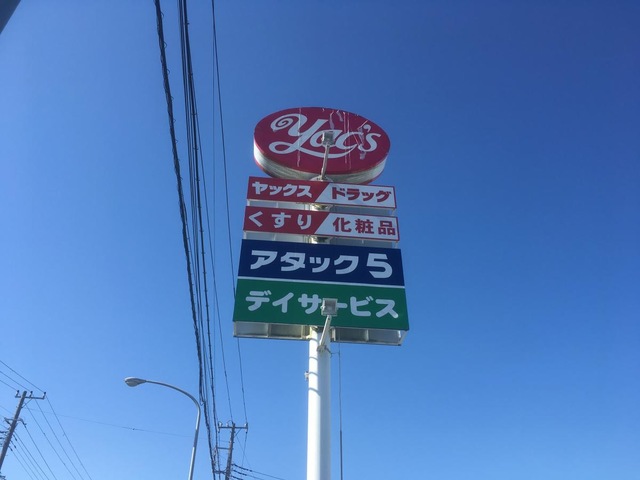 Yac's
ヤックス ドラッグ
くすり 化粧品
アタック5
デイサービス